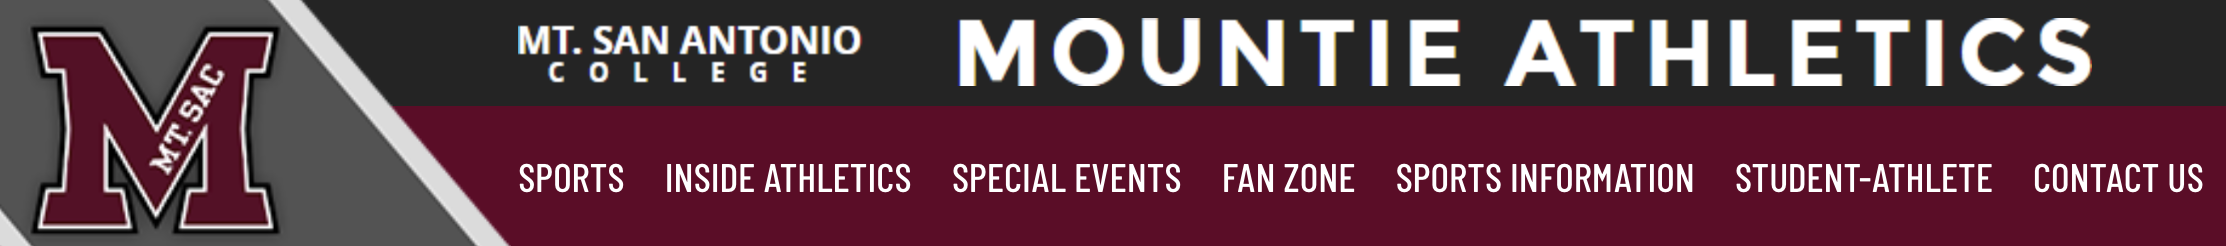 MT. SAC
MT. SAN ANTONIO
COLLEGE
MOUNTIE ATHLETICS
SPORTS INSIDE ATHLETICS SPECIAL EVENTS FAN ZONE SPORTS INFORMATION STUDENT-ATHLETE CONTACT US